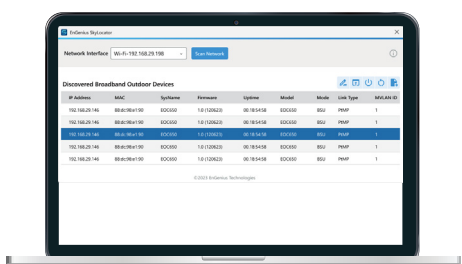 EnGenius SkyLocator
Network Interface Wi-Fi-192.168.29.198 Scan Network
Discovered Broadband Outdoor Devices
IP Address MAC SysName Firmware Uptime Model Mode Link Type MVLAN ID
192.168.29.146 88:dc:98:e1:90 EOC650 1.0 (120623) 00:18:54:58 EOC650 BSU PtMP 1
192.168.29.146 88:dc:98:e1:90 EOC650 1.0 (120623) 00:18:54:58 EOC650 BSU PtMP 1
192.168.29.146 88:dc:98:e1:90 EOC650 1.0 (120623) 00:18:54:58 EOC650 BSU PtMP 1
192.168.29.146 88:dc:98:e1:90 EOC650 1.0 (120623) 00:18:54:58 EOC650 BSU PtMP 1
192.168.29.146 88:dc:98:e1:90 EOC650 1.0 (120623) 00:18:54:58 EOC650 BSU PtMP 1
©2023 EnGenius Technologies